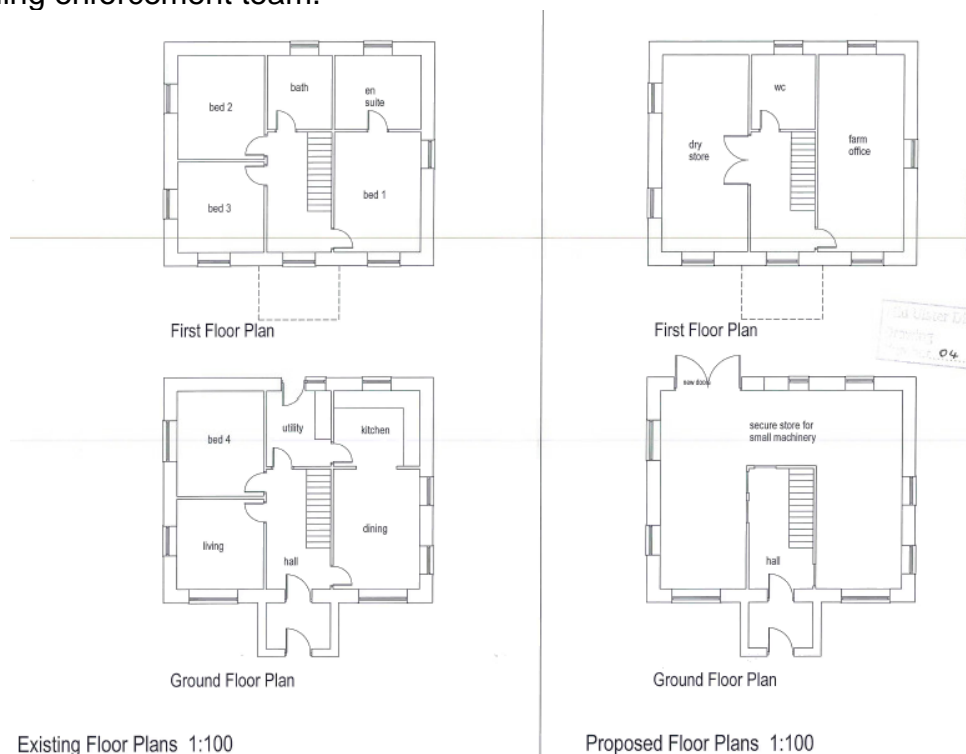 ing enforcement team.
bed 2
bath
en
suite
bed 3
bed 1
First Floor Plan
bed 4
utility
kitchen
living
hall
dining
Ground Floor Plan
Existing Floor Plans 1:100
wc
dry
store
farm
office
First Floor Plan
04
new doors
secure store for
small machinery
hall
Ground Floor Plan
Proposed Floor Plans 1:100